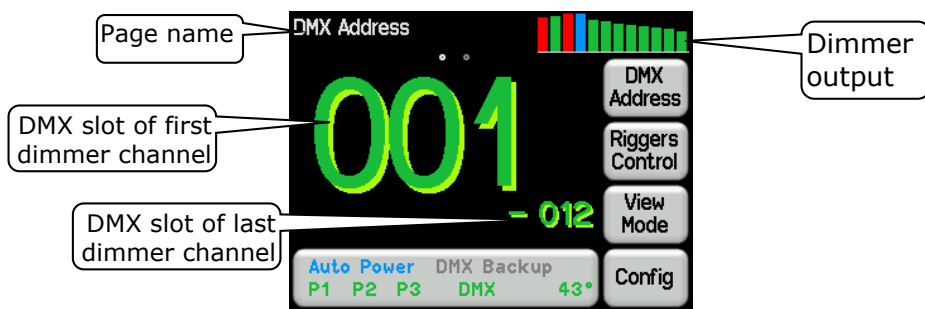 Page name
DMX Address
Dimmer
output
DMX
Address
001
DMX slot of first
dimmer channel
Riggers
Control
- 012
View
Mode
DMX slot of last
dimmer channel
Auto Power DMX Backup
P1 P2 P3 DMX 43°
Config